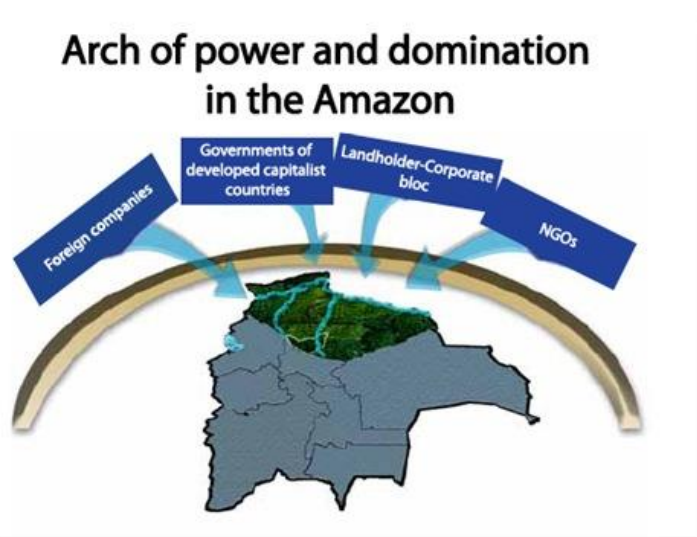 Arch of power and domination
in the Amazon
Foreign companies
Governments of
developed capitalist
countries
Landholder-Corporate
bloc
NGOs